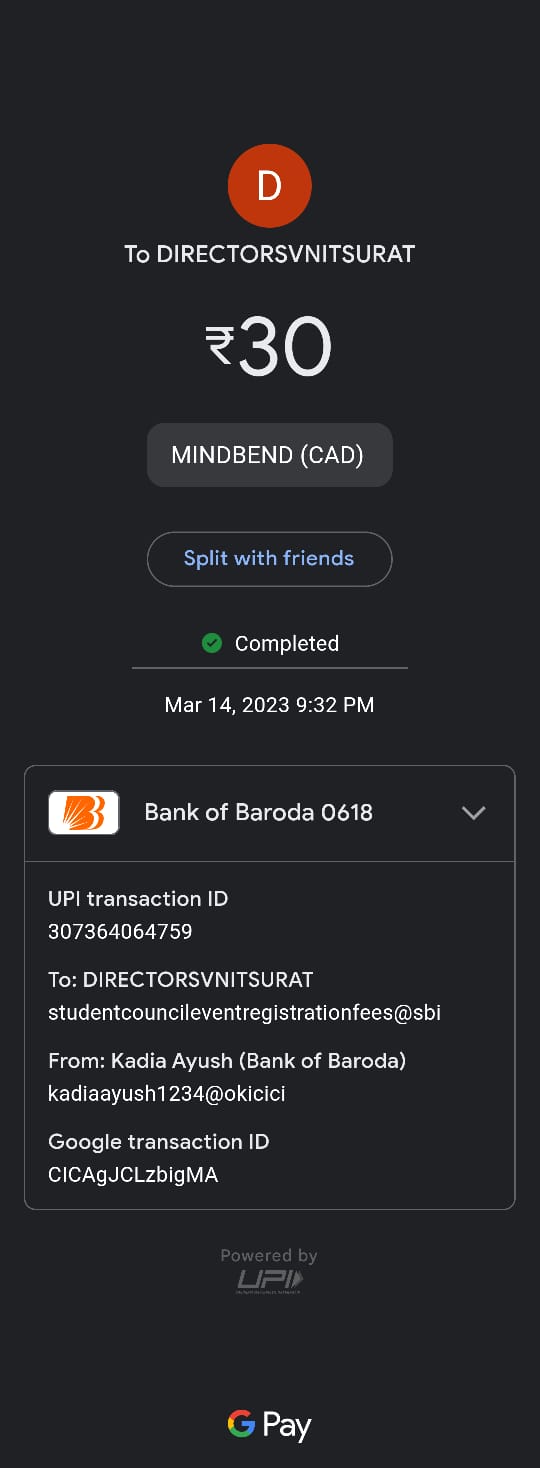 D
To DIRECTORSVNITSURAT
₹30
MINDBEND (CAD)
Split with friends
Completed
Mar 14, 2023 9:32 PM
Bank of Baroda 0618
UPI transaction ID
307364064759
To: DIRECTORSVNITSURAT
studentcouncileventregistrationfees@sbi
From: Kadia Ayush (Bank of Baroda)
kadiaayush1234@okicici
Google transaction ID
CICAgJCLzbigMA
Powered by
UPI
G Pay